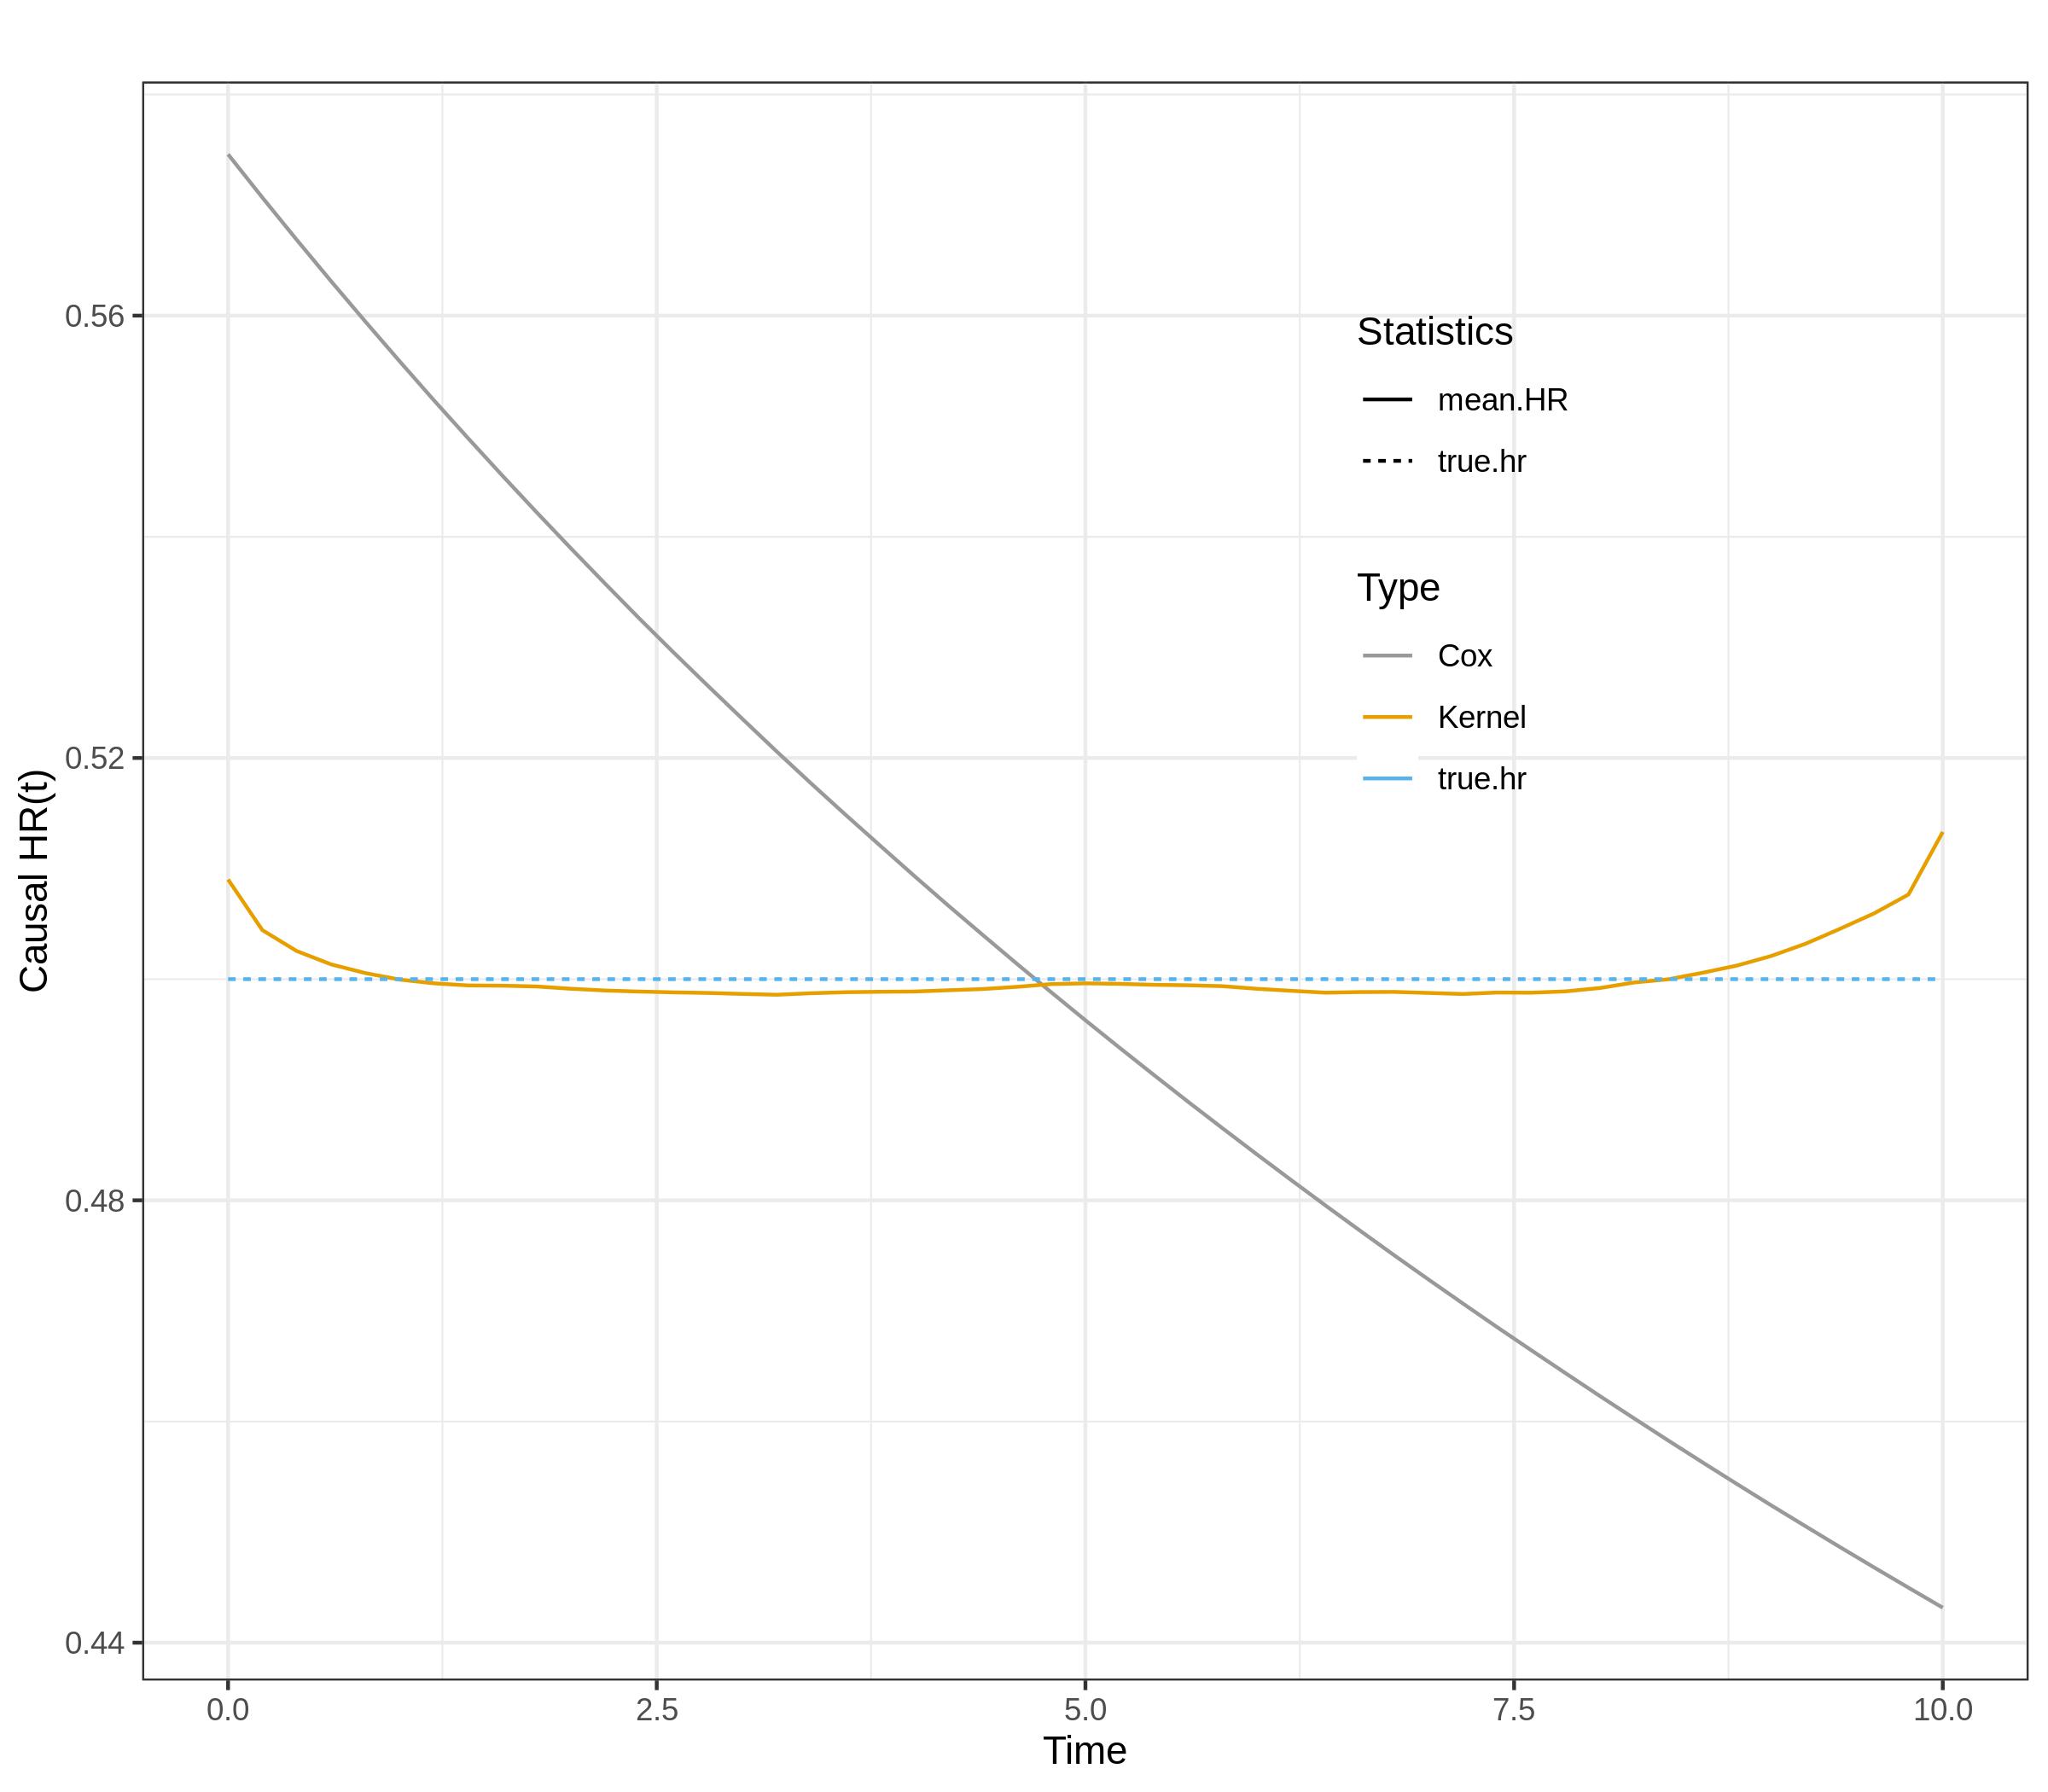 Causal HR(t)
0.56
0.52
0.48
0.44
Statistics
mean.HR
true.hr
Type
Cox
Kernel
true.hr
0.0 2.5 5.0 7.5 10.0
Time